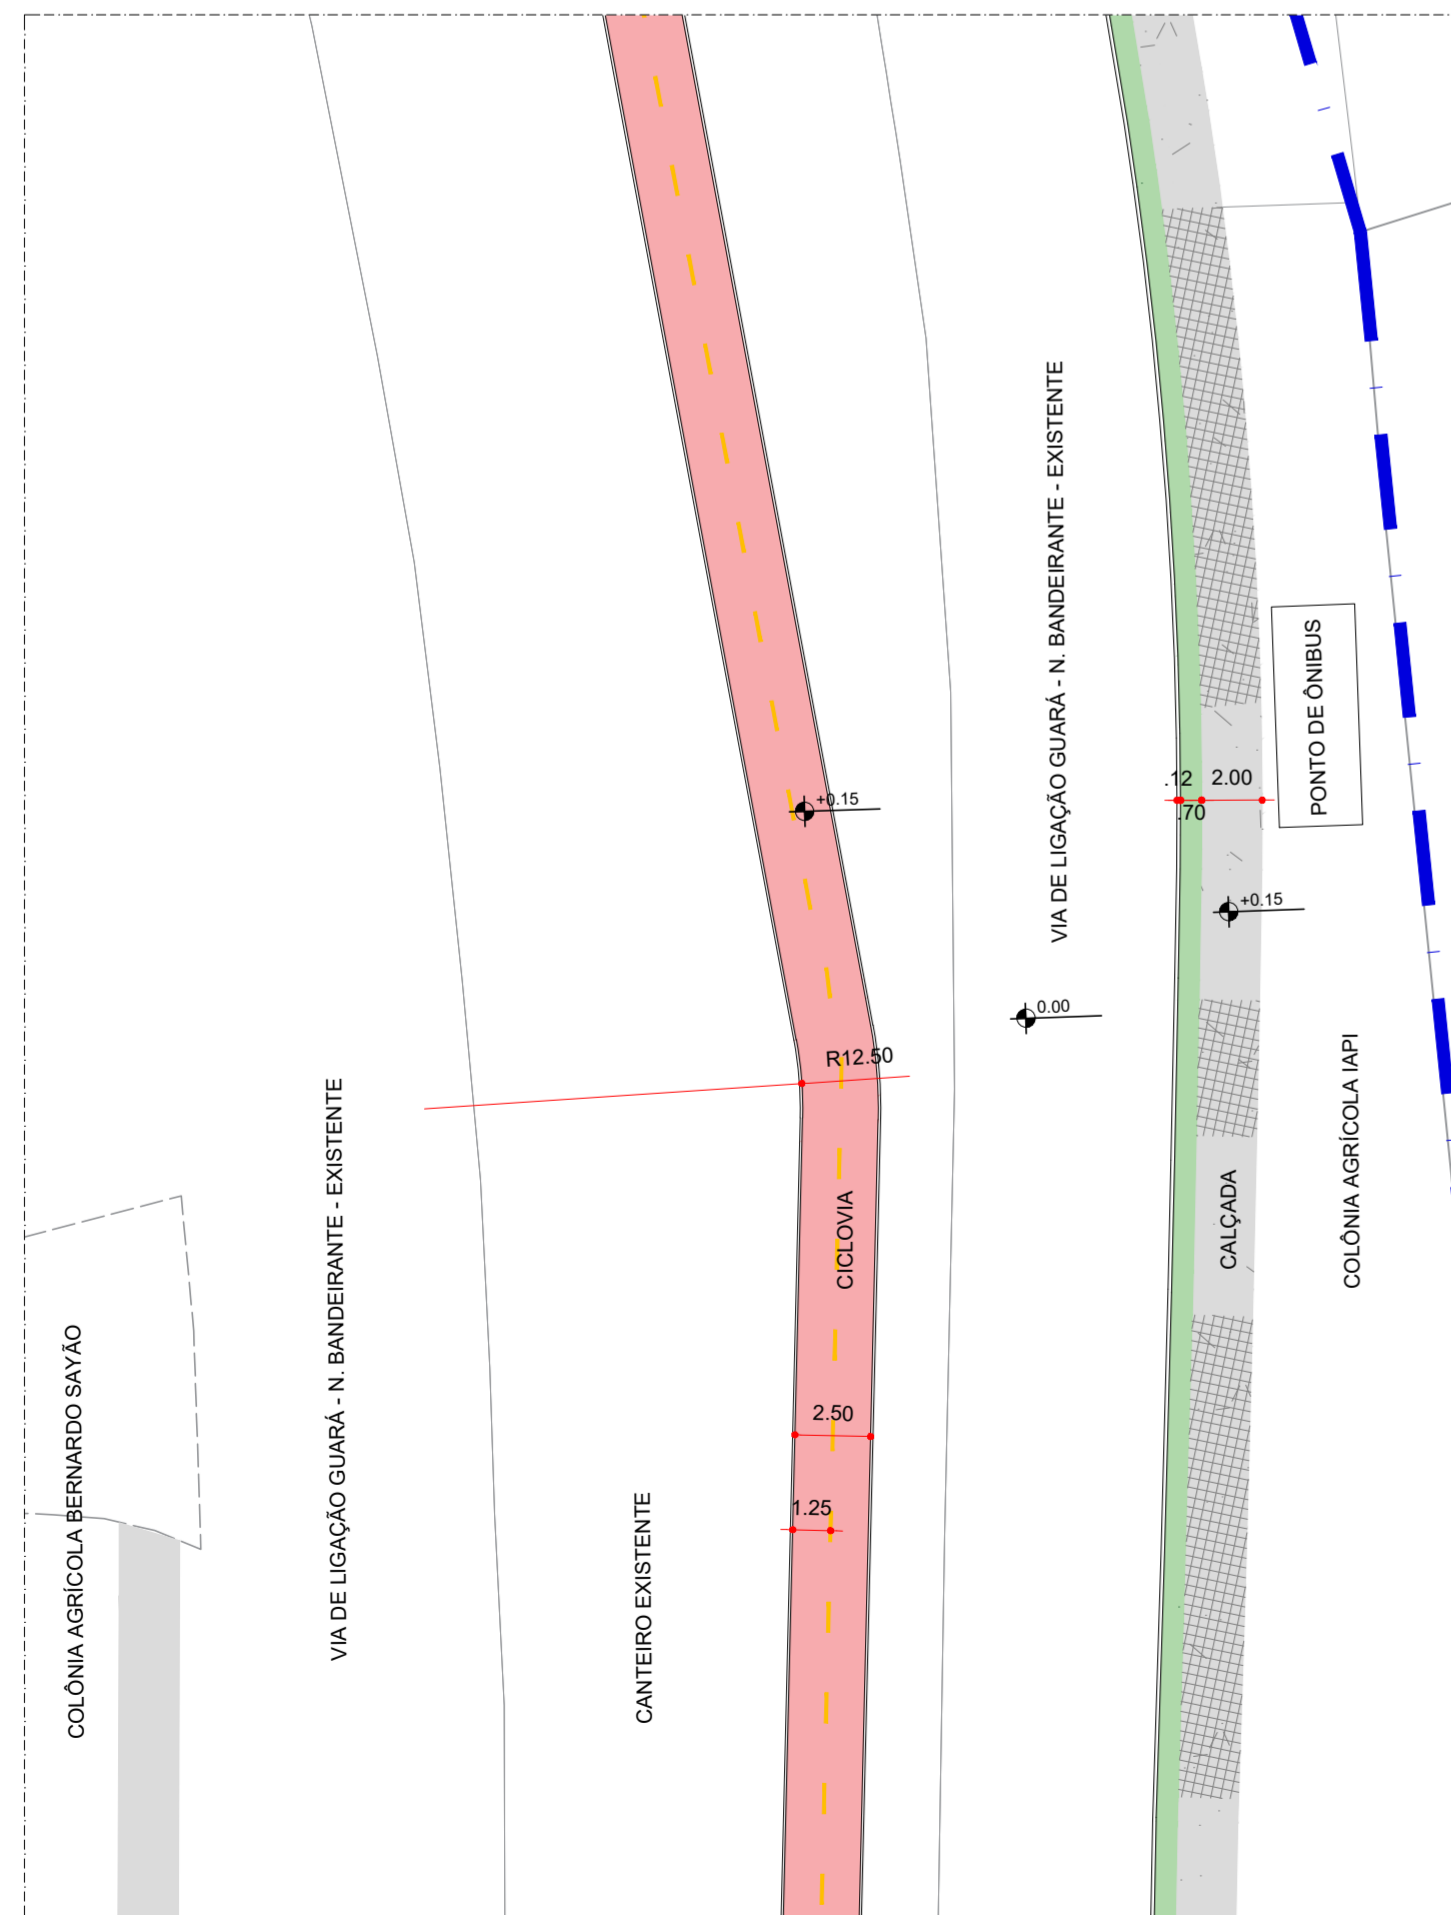 VIA DE LIGAÇÃO GUARÁ - N. BANDEIRANTE - EXISTENTE
PONTO DE ÔNIBUS
.12
2.00
.70
+0.15
+0.15
0.00
R12.50
COLÔNIA AGRÍCOLA IAPI
CALÇADA
CICLOVIA
VIA DE LIGAÇÃO GUARÁ - N. BANDEIRANTE - EXISTENTE
COLÔNIA AGRÍCOLA BERNARDO SAYÃO
2.50
1.25
CANTEIRO EXISTENTE